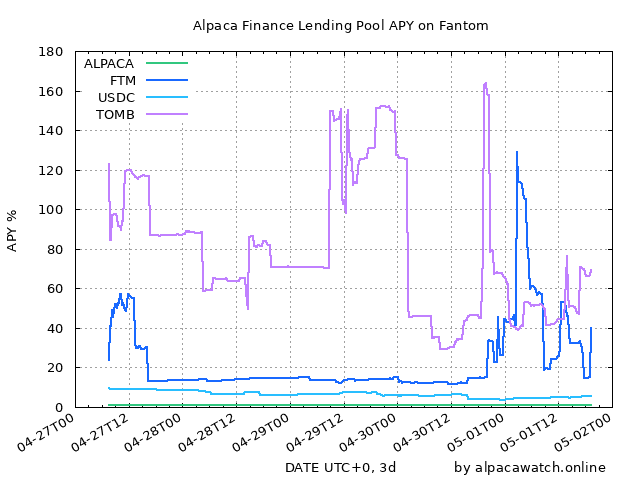 Alpaca Finance Lending Pool APY on Fantom
180
160
140
120
100
80
60
40
20
0
APY %
ALPACA
FTM
USDC
TOMB
04-27T00
04-27T12
04-28T00
04-28T12
04-29T00
04-29T12
04-30T00
04-30T12
05-01T00
05-01T12
05-02T00
DATE UTC+0, 3d
by alpacawatch.online